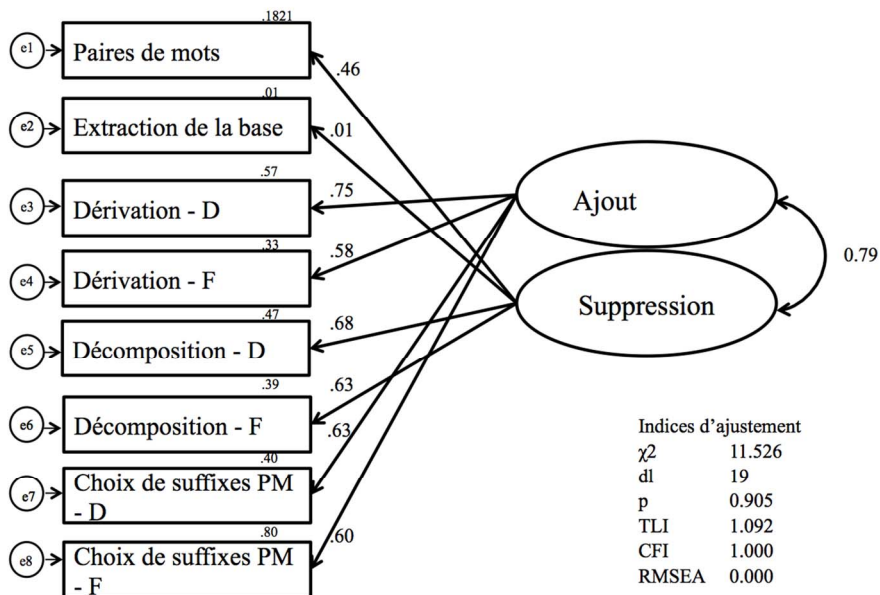 .1821
e1
Paires de mots
.46
.01
e2
Extraction de la base
.01
.57
e3
Dérivation - D
.75
.33
e4
Dérivation - F
.58
.47
e5
Décomposition - D
.68
.39
e6
Décomposition - F
.63
.63
.40
e7
Choix de suffixes PM
- D
.80
e8
Choix de suffixes PM
- F
.60
Ajout
Suppression
0.79
Indices d'ajustement
χ2 11.526
dl 19
p 0.905
TLI 1.092
CFI 1.000
RMSEA 0.000